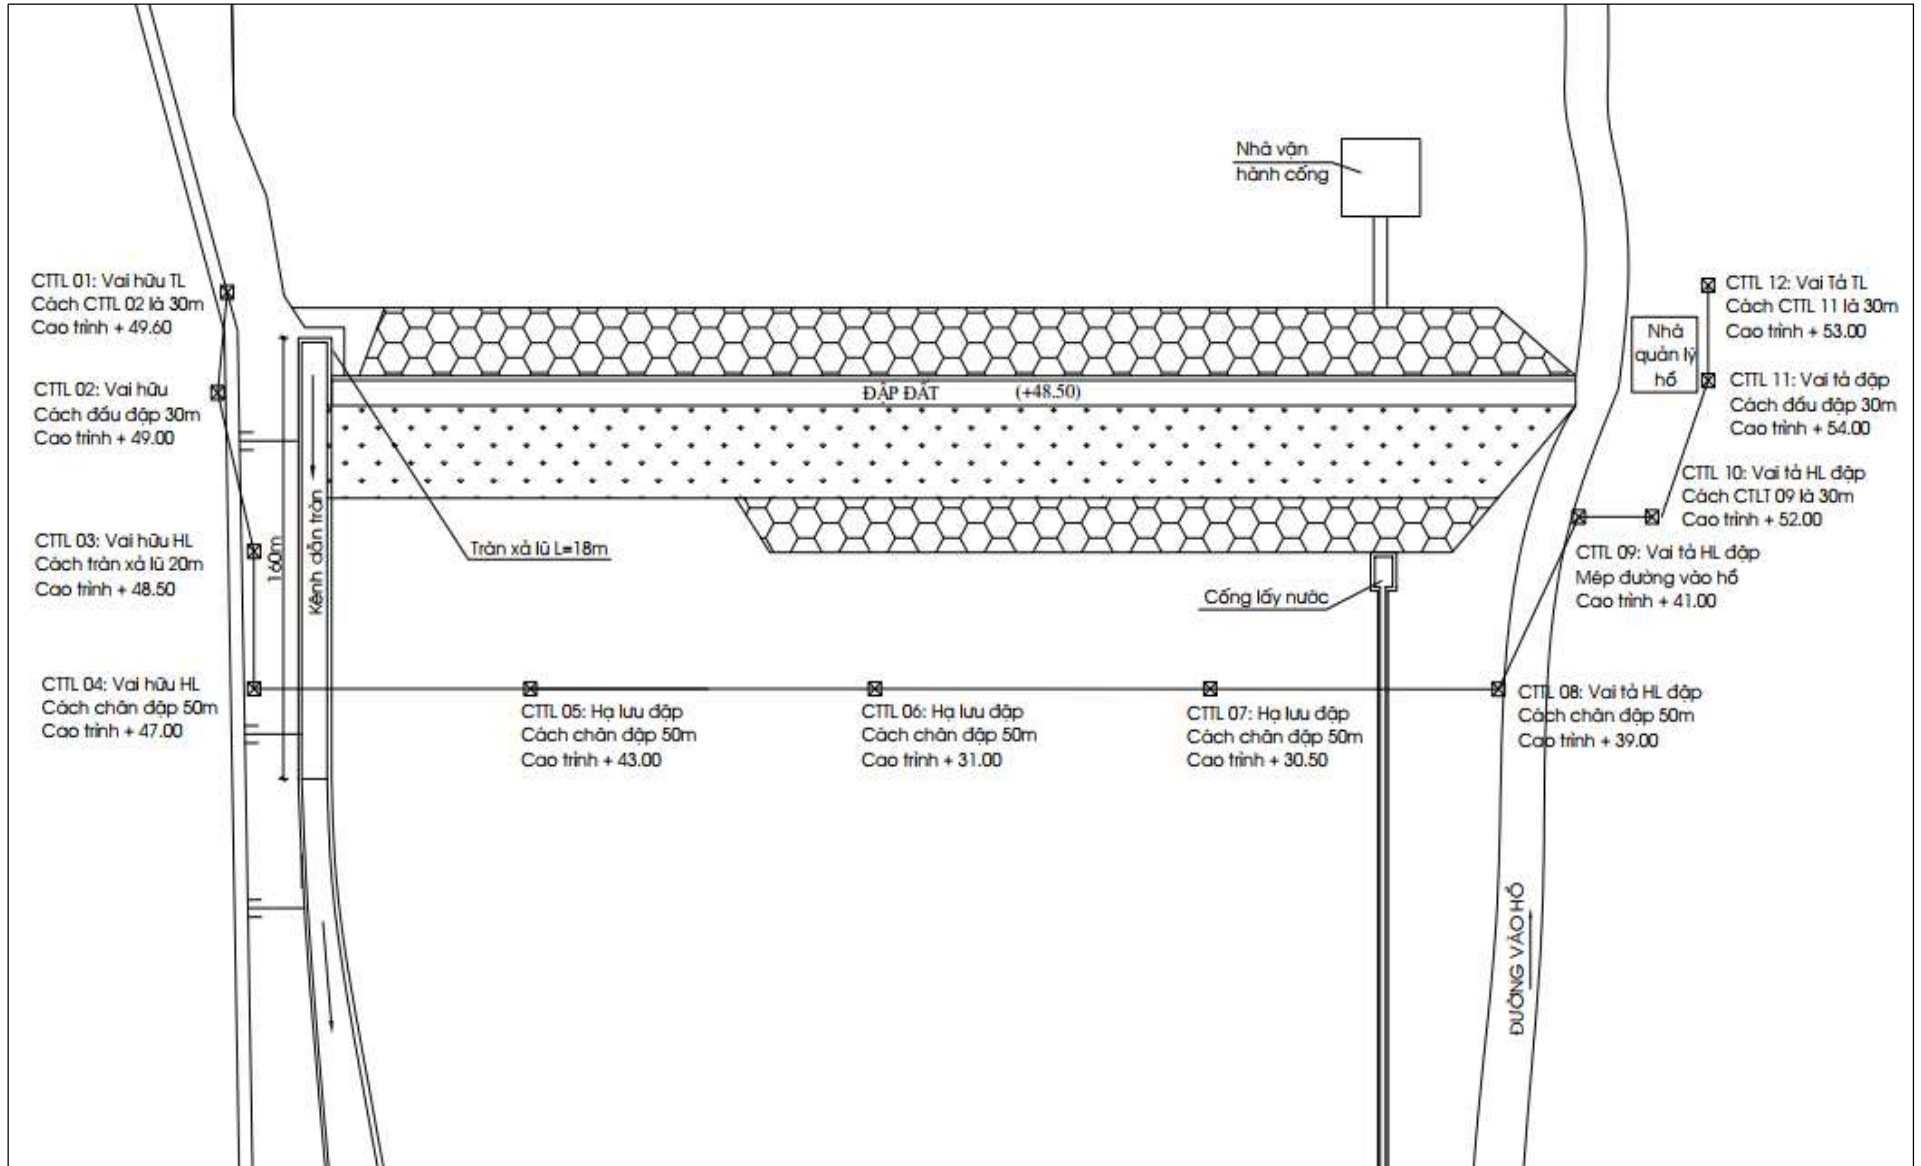 Nhà vận
hành cống
CTTL 01: Vai hữu TL
Cách CTTL 02 là 30m
Cao trình + 49.60
CTTL 02: Vai hữu
Cách đầu đập 30m
Cao trình + 49.00
CTTL 03: Vai hữu HL
Cách tràn xả lũ 20m
Cao trình + 48.50
CTTL 04: Vai hữu HL
Cách chân đập 50m
Cao trình + 47.00
160m
Kênh dẫn tràn
ĐẬP ĐẤT (+48.50)
Tràn xả lũ L=18m
Cống lấy nước
CTTL 05: Hạ lưu đập
Cách chân đập 50m
Cao trình + 43.00
CTTL 06: Hạ lưu đập
Cách chân đập 50m
Cao trình + 31.00
CTTL 07: Hạ lưu đập
Cách chân đập 50m
Cao trình + 30.50
CTTL 08: Vai tả HL đập
Cách chân đập 50m
Cao trình + 39.00
CTTL 09: Vai tả HL đập
Mép đường vào hồ
Cao trình + 41.00
CTTL 10: Vai tả HL đập
Cách CTLT 09 là 30m
Cao trình + 52.00
CTTL 11: Vai tả đập
Cách đầu đập 30m
Cao trình + 54.00
CTTL 12: Vai Tả TL
Cách CTTL 11 là 30m
Cao trình + 53.00
Nhà
quản lý
hồ
ĐƯỜNG VÀO HỒ